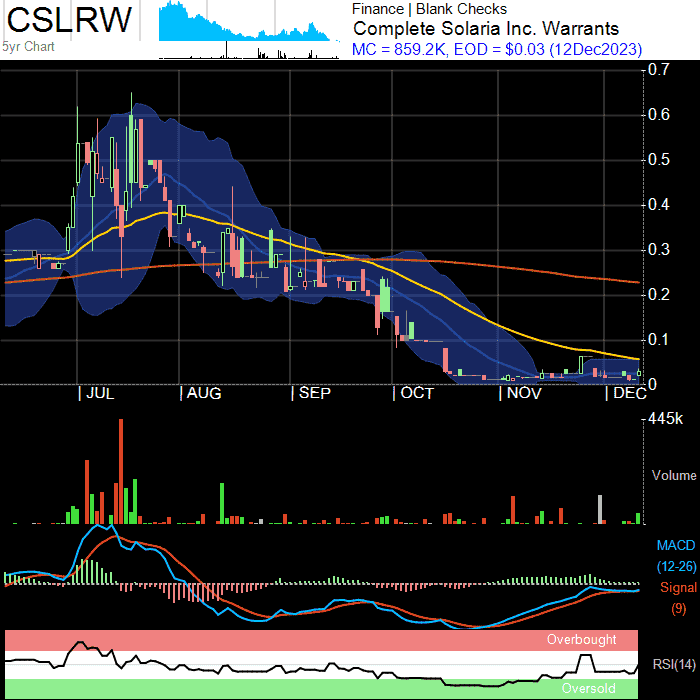 CSLRW
5yr Chart
Finance | Blank Checks
Complete Solaria Inc. Warrants
MC = 859.2K, EOD = $0.03 (12Dec2023)
0.7
0.6
0.5
0.4
0.3
0.2
0.1
0
JUL AUG SEP OCT NOV DEC
445k
Volume
MACD
(12-26)
Signal
(9)
Overbought
RSI(14)
Oversold